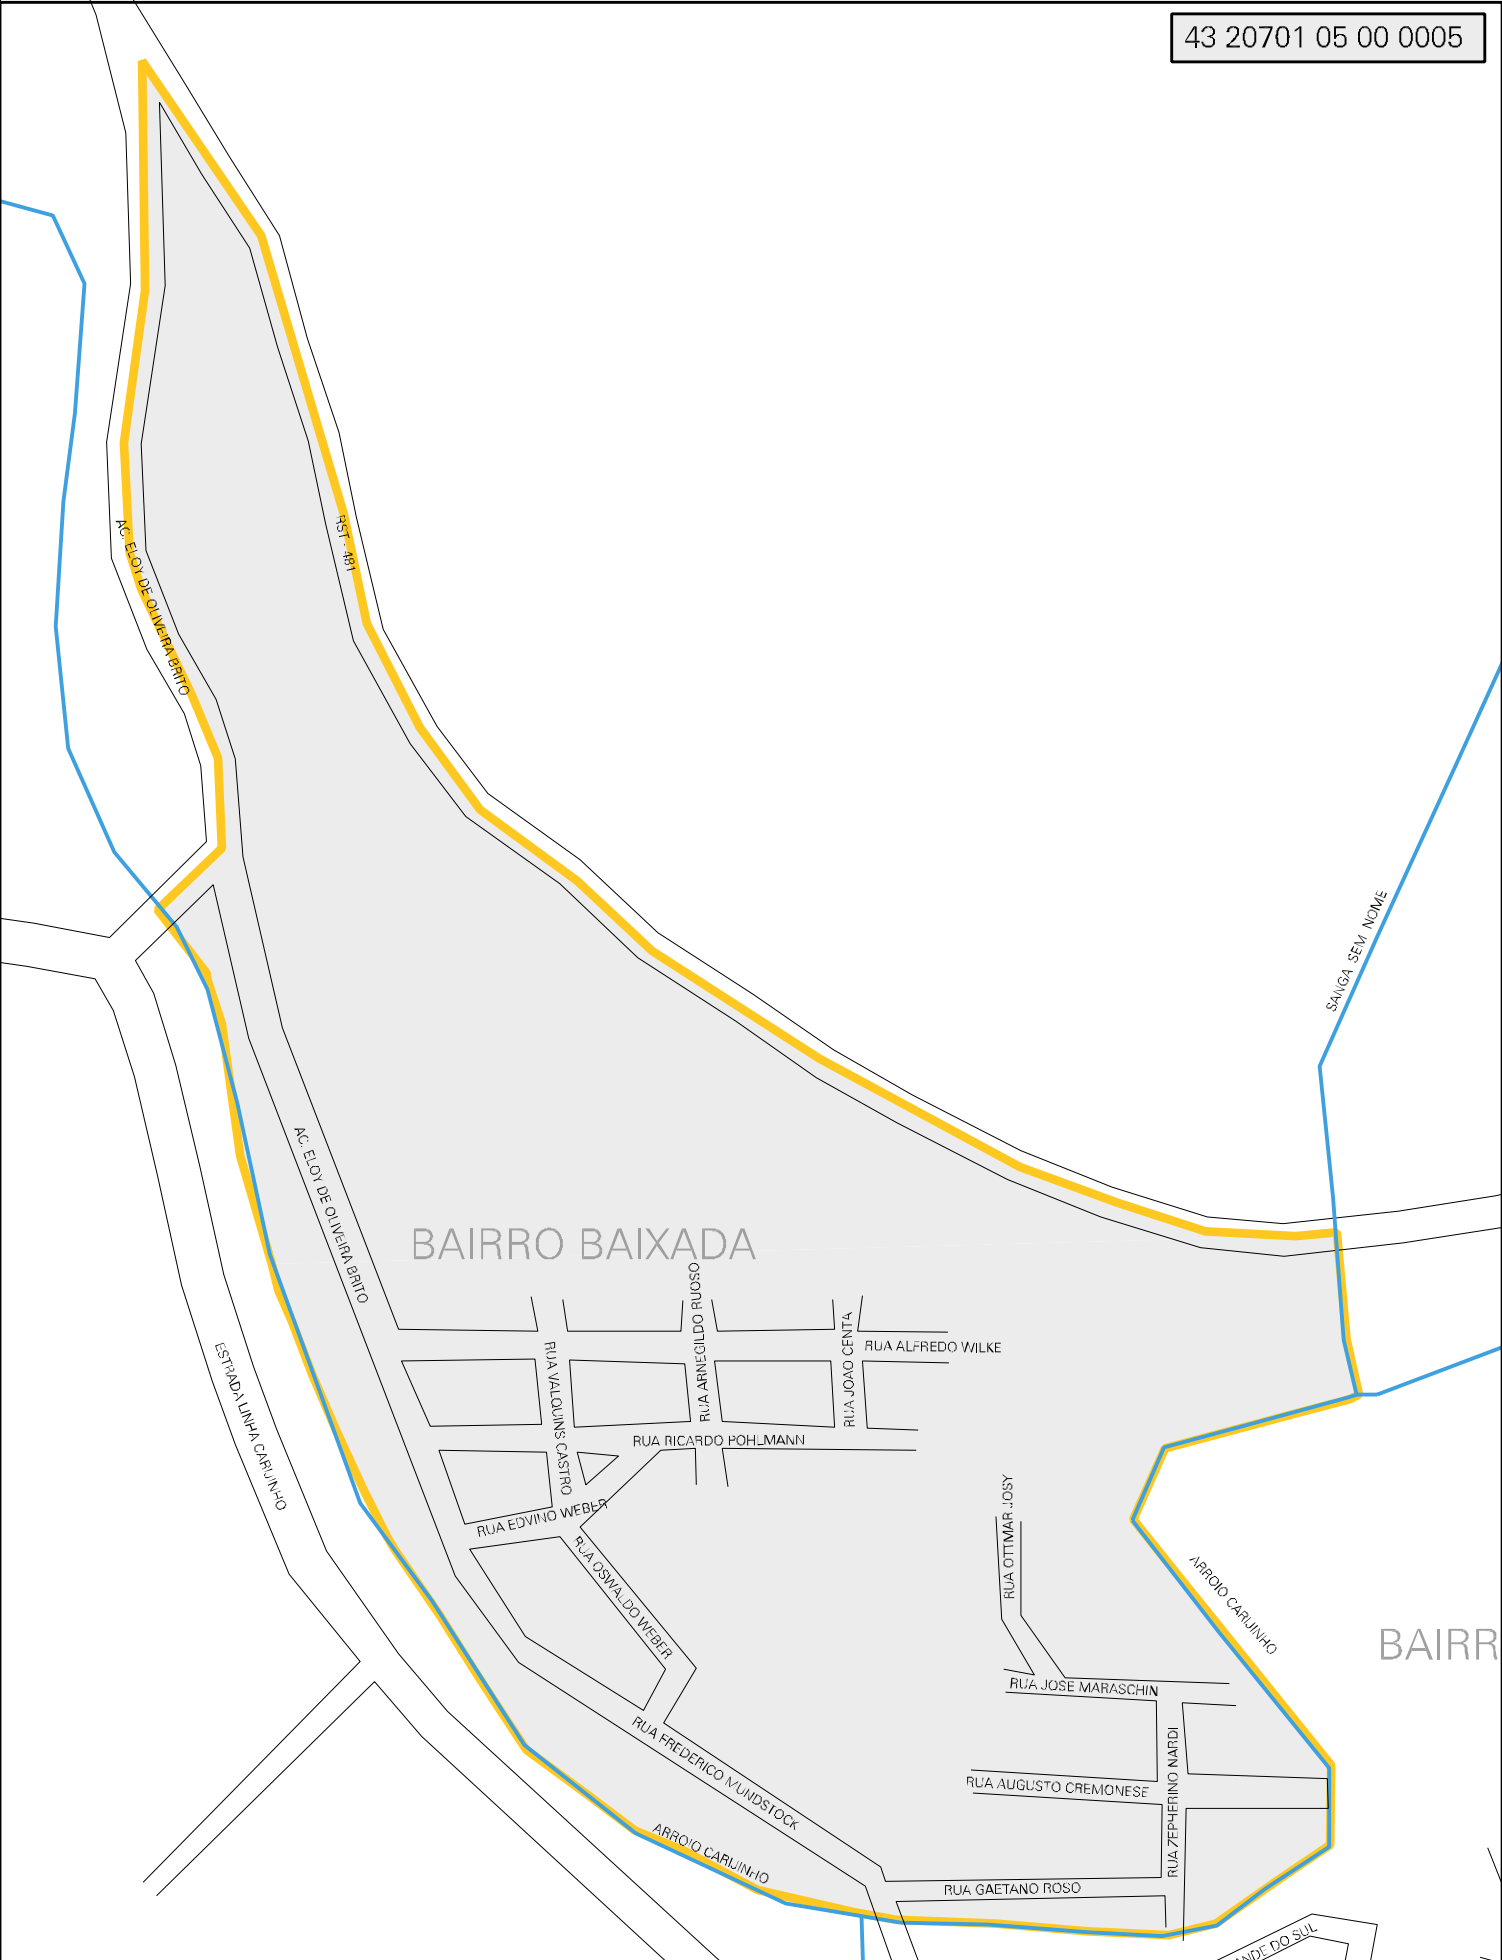 43 20701 05 00 0005
RST - 481
AC. ELOY DE OLIVEIRA BRITO
SANGA SEM NOME
AC. ELOY DE OLIVEIRA BRITO
BAIRRO BAIXADA
RUA ARNEGILDO RUOSO
RUA JOAO CENTA
RUA ALFREDO WILKE
RUA VALQUINS CASTRO
ESTRADA LINHA CARIJINHO
RUA RICARDO POHLMANN
RUA OTTMAR JOSY
RUA EDVINO WEBER
RUA OSWALDO WEBER
ARROIO CARIJINHO
BAIRR
RUA JOSE MARASCHIN
RUA FREDERICO MUNDSTOCK
RUA ZEPHERINO NARDI
RUA AUGUSTO CREMONESE
ARROIO CARIJINHO
RUA GAETANO ROSO
ANDE DO SUL